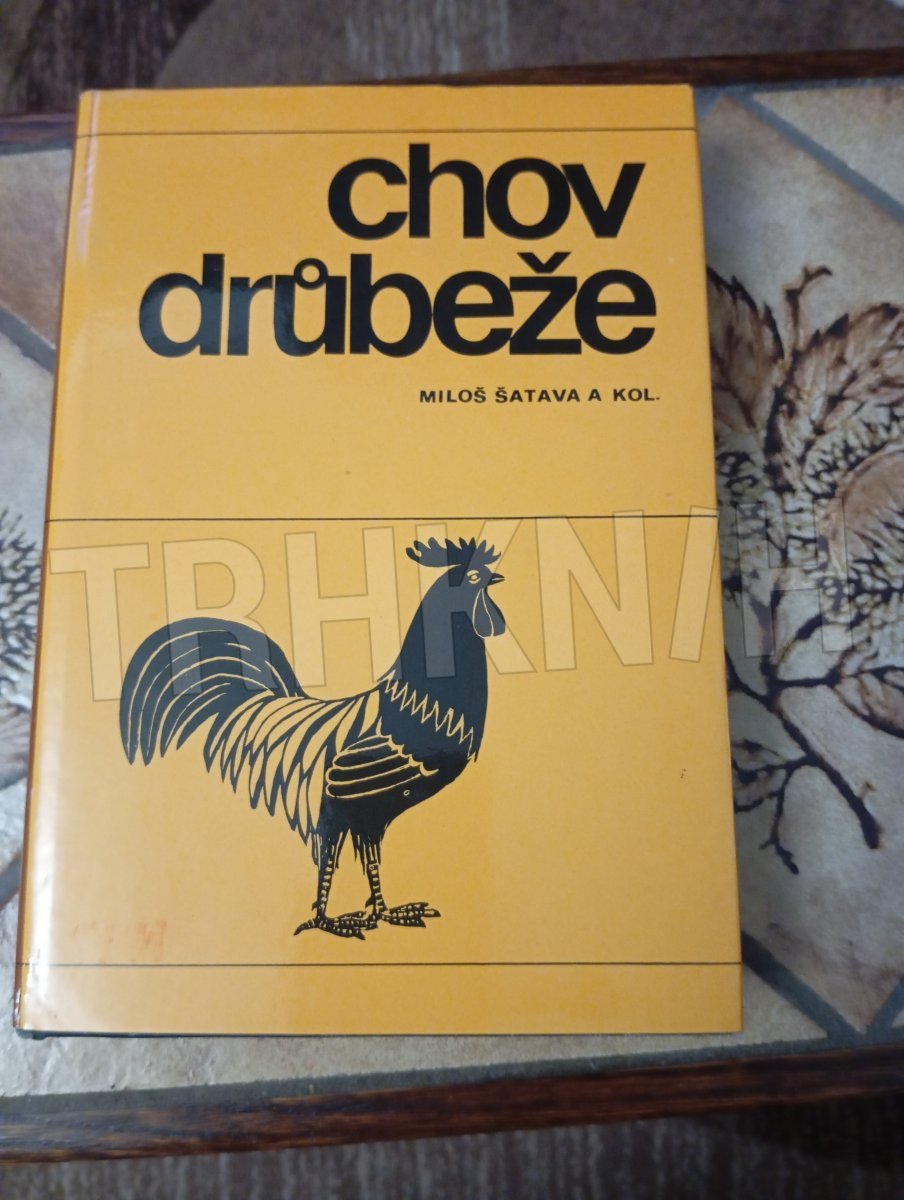 chov
drůbeže
MILOŠ ŠATAVA A KOL.
TRHKNIH